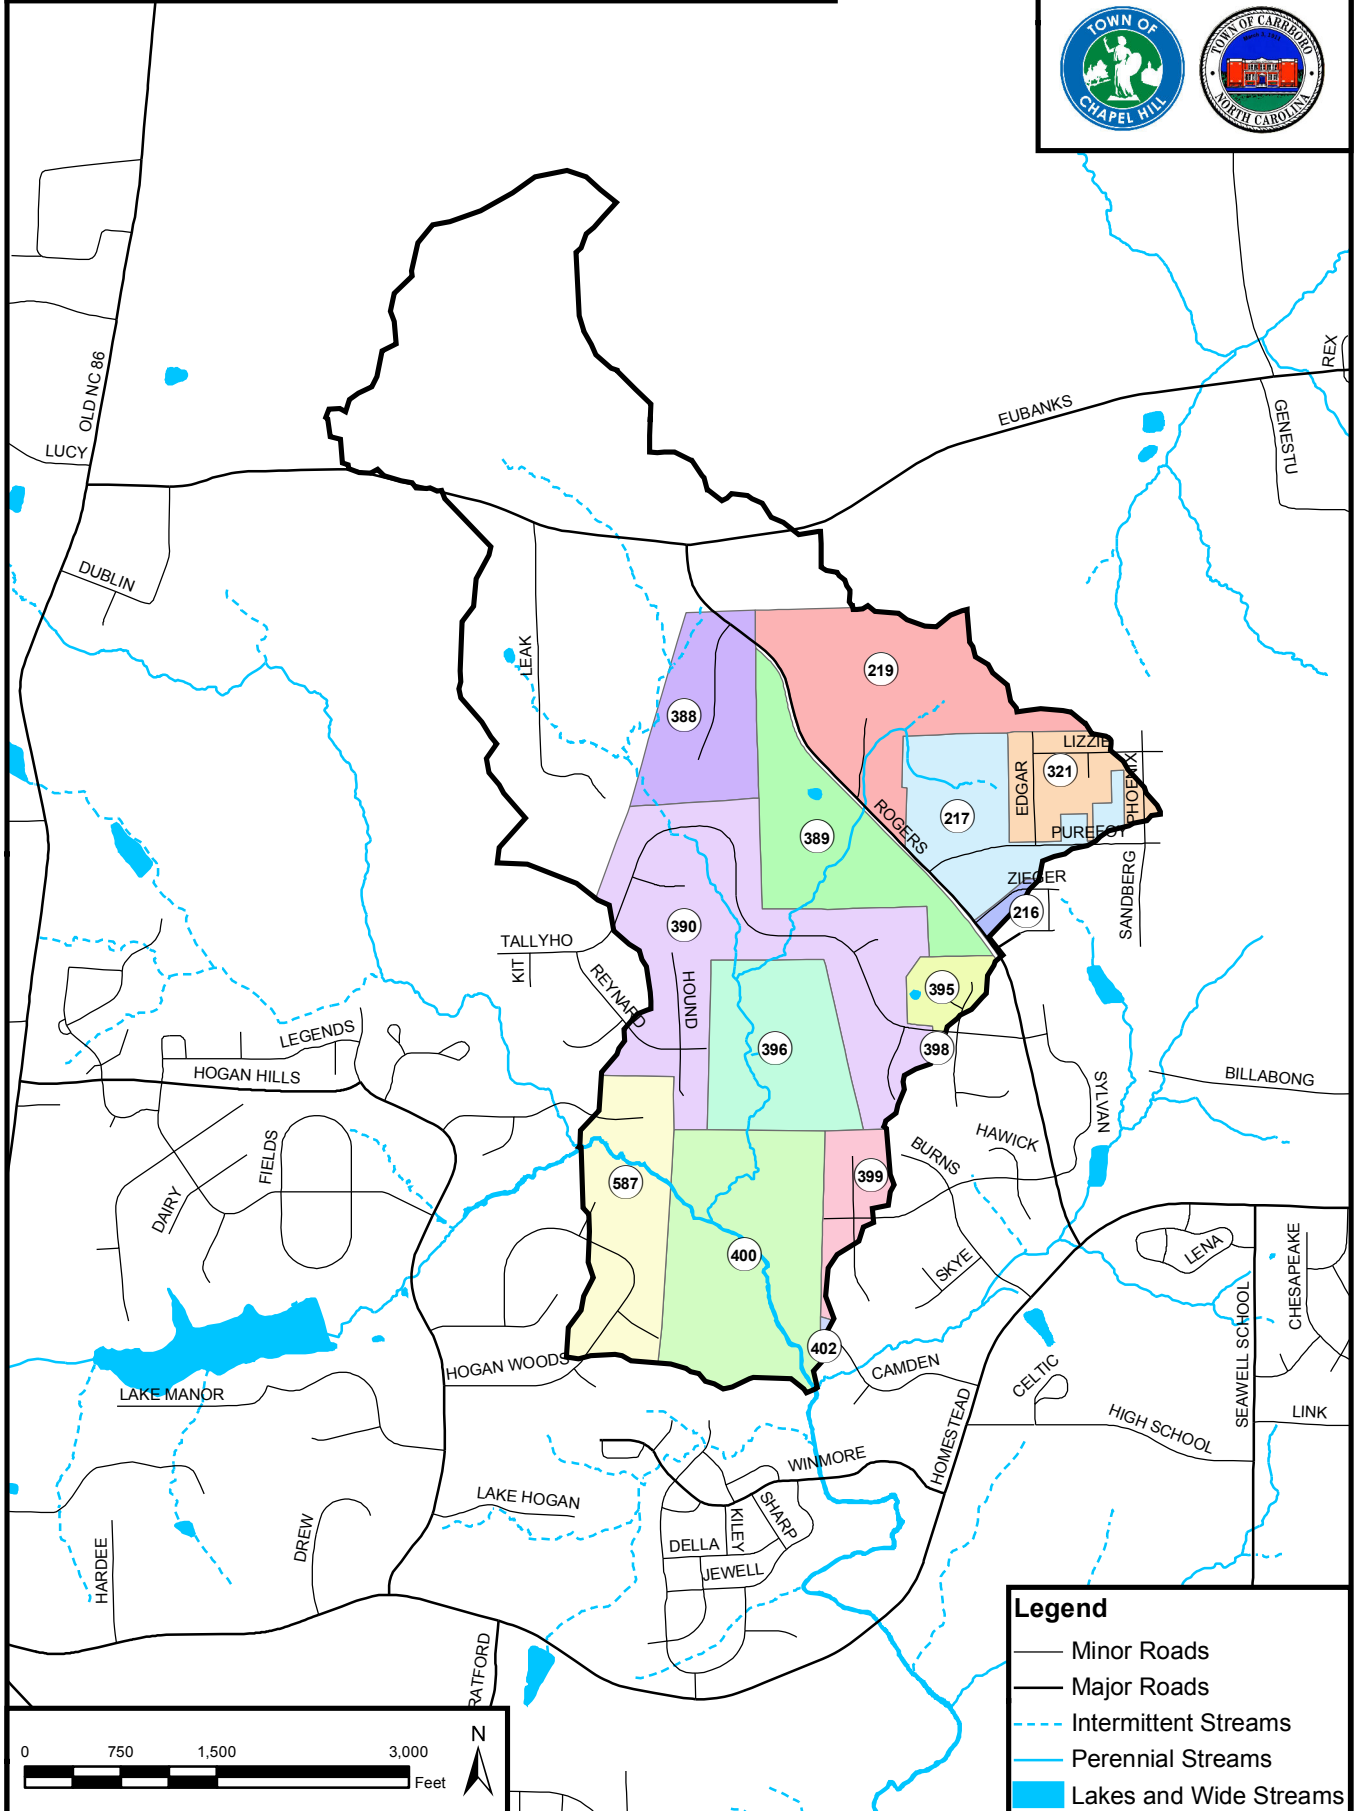 TOWN OF
CHAPEL HILL
TOWN OF CARRBORO
NORTH CAROLINA
REX
OLD NC 86
EUBANKS
GENESTU
LUCY
DUBLIN
LEAK
219
388
LIZZIE
321
PHOENIX
EDGAR
ROGERS
217
389
PUREFOY
ZIEGER
SANDBERG
216
390
TALLYHO
KIT
REYNARD
HOUND
395
LEGENDS
396
398
HOGAN HILLS
BILLABONG
SYLVAN
HAWICK
BURNS
FIELDS
399
587
DAIRY
400
LENA
CHESAPEAKE
SKYE
SEAWELL SCHOOL
402
HOGAN WOODS
CAMDEN
CELTIC
LAKE MANOR
HOMESTEAD
LINK
HIGH SCHOOL
WINMORE
LAKE HOGAN
SHARP
KILEY
DREW
DELLA
HARDEE
JEWELL
RATFORD
Legend
Minor Roads
Major Roads
Intermittent Streams
Perennial Streams
Lakes and Wide Streams
N
0 750 1,500 3,000
Feet